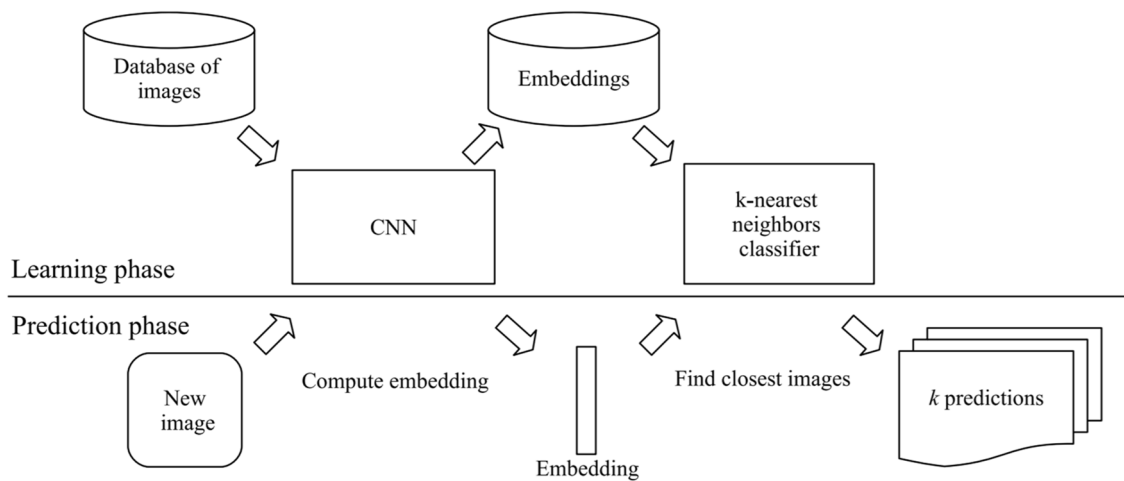 Database of
images
Embeddings
CNN
k-nearest
neighbors
classifier
Learning phase
Prediction phase
New
image
Compute embedding
Embedding
Find closest images
k predictions